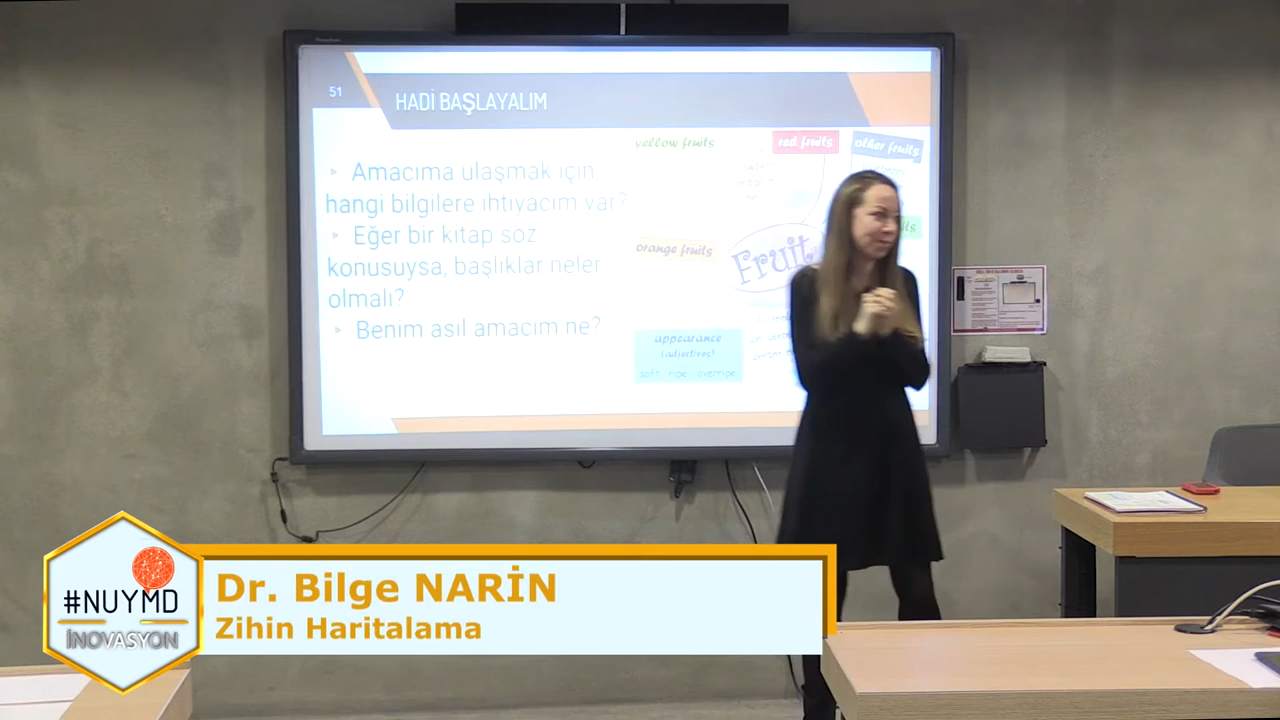 51
HADİ BAŞLAYALIM
yellow fruits
red fruits
other fruits
▸ Amacıma ulaşmak için
hangi bilgilere ihtiyacım var?
▸ Eğer bir kitap söz
konusuysa, başlıklar neler
olmalı?
▸ Benim asıl amacım ne?
orange fruits
Fruit
appearance
(adjectives)
soft ripe overripe
#NUYMD
İNOVASYON
Dr. Bilge NARİN
Zihin Haritalama